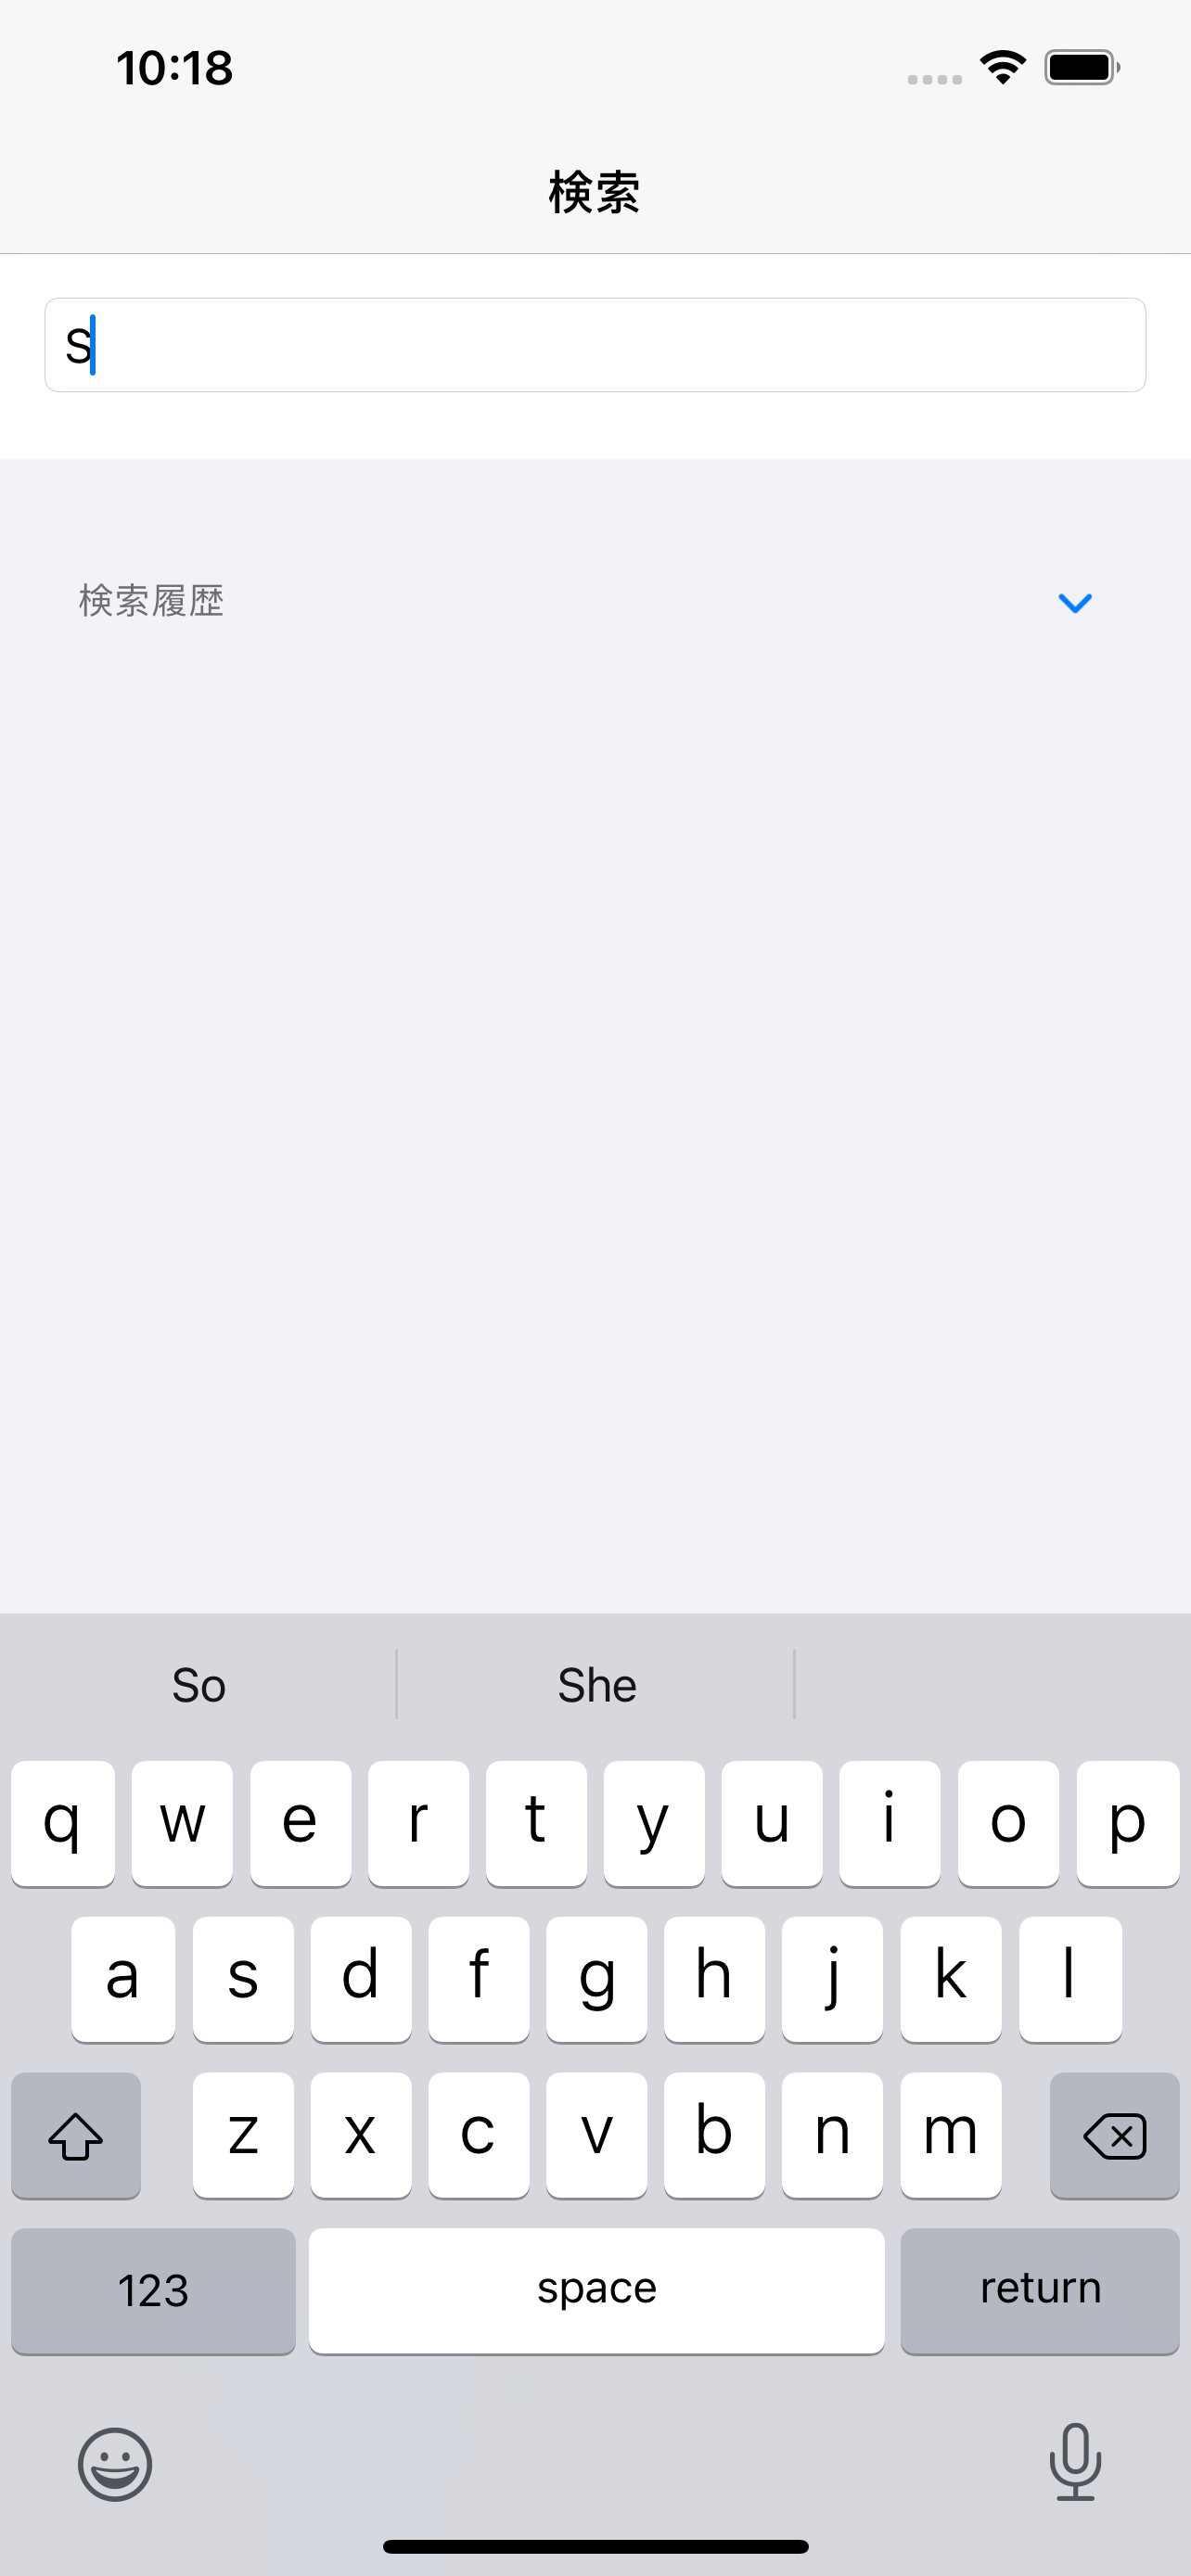 10:18
検索
S
検索履歴
So She
q w e r t y u i o p
a s d f g h j k l
z x c v b n m
123 space return